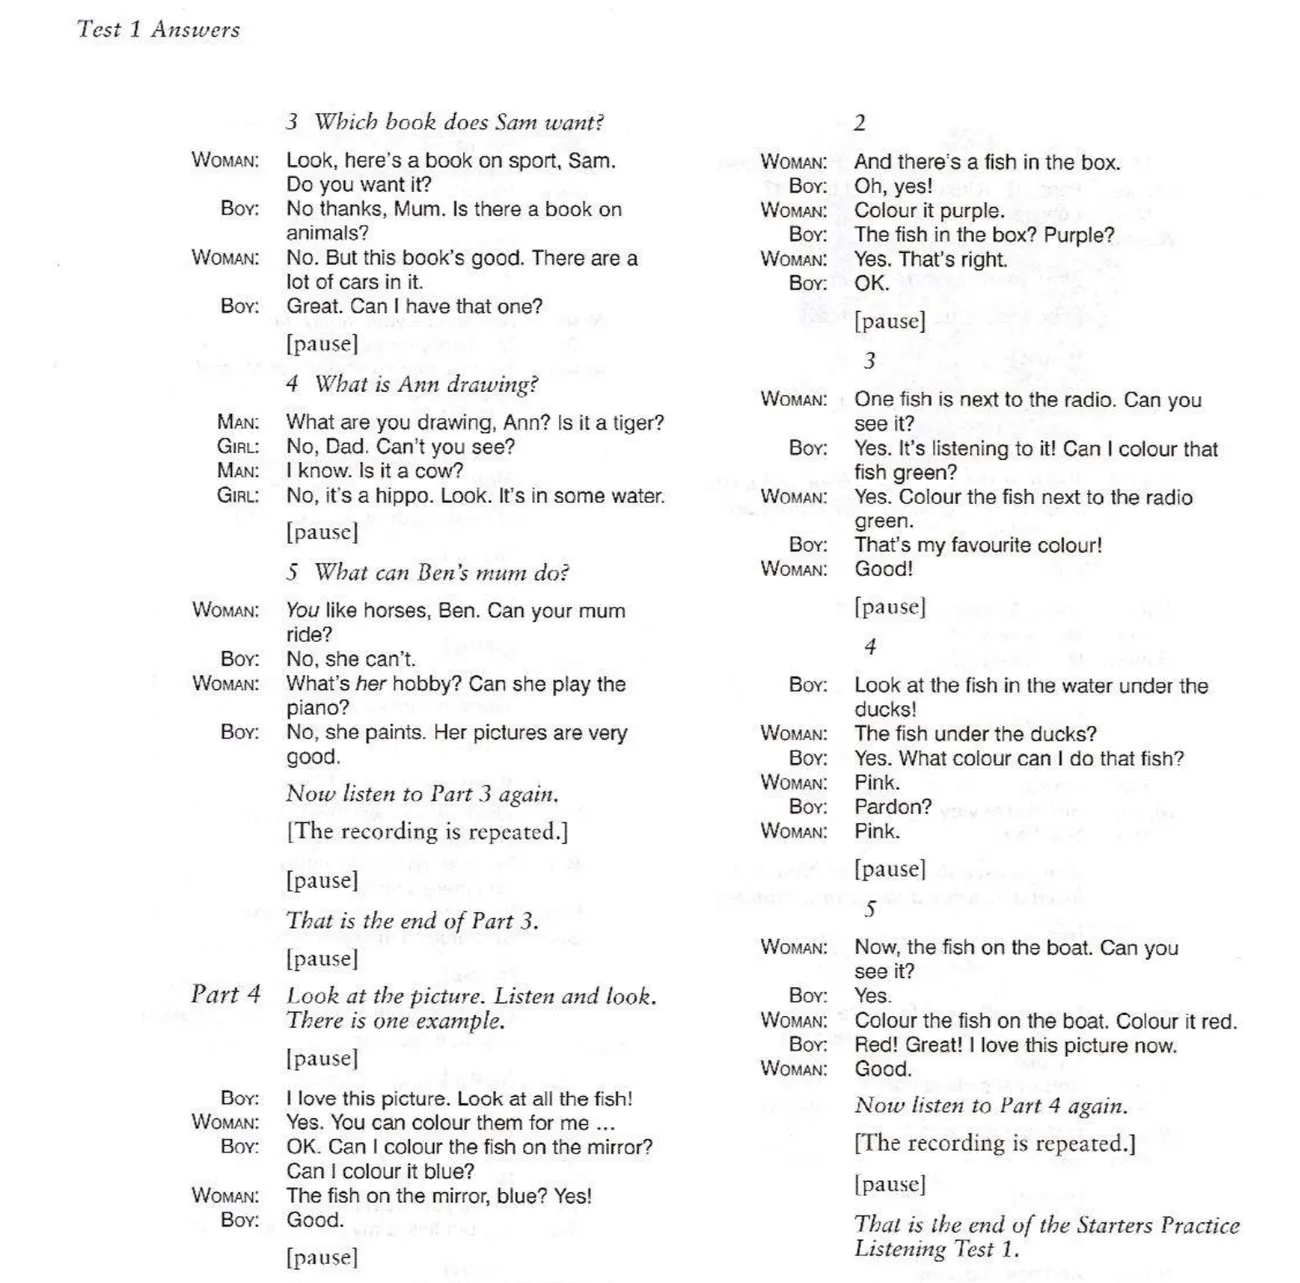 Test 1 Answers
3 Which book does Sam want?
WOMAN: Look, here's a book on sport, Sam.
Do you want it?
BOY: No thanks, Mum. Is there a book on
animals?
WOMAN: No. But this book's good. There are a
lot of cars in it.
BOY: Great. Can I have that one?
[pause]
4 What is Ann drawing?
MAN: What are you drawing, Ann? Is it a tiger?
GIRL: No, Dad. Can't you see?
MAN: I know. Is it a cow?
GIRL: No, it's a hippo. Look. It's in some water.
[pause]
5 What can Ben's mum do?
WOMAN: You like horses, Ben. Can your mum
ride?
BOY: No, she can't.
WOMAN: What's her hobby? Can she play the
piano?
BOY: No, she paints. Her pictures are very
good.
Now listen to Part 3 again.
[The recording is repeated.]
[pause]
That is the end of Part 3.
[pause]
Part 4 Look at the picture. Listen and look.
There is one example.
[pause]
BOY: I love this picture. Look at all the fish!
WOMAN: Yes. You can colour them for me ...
BOY: OK. Can I colour the fish on the mirror?
Can I colour it blue?
WOMAN: The fish on the mirror, blue? Yes!
BOY: Good.
[pause]
2
WOMAN: And there's a fish in the box.
BOY: Oh, yes!
WOMAN: Colour it purple.
BOY: The fish in the box? Purple?
WOMAN: Yes. That's right.
BOY: OK.
[pause]
3
WOMAN: One fish is next to the radio. Can you
see it?
BOY: Yes. It's listening to it! Can I colour that
fish green?
WOMAN: Yes. Colour the fish next to the radio
green.
BOY: That's my favourite colour!
WOMAN: Good!
[pause]
4
BOY: Look at the fish in the water under the
ducks!
WOMAN: The fish under the ducks?
BOY: Yes. What colour can I do that fish?
WOMAN: Pink.
BOY: Pardon?
WOMAN: Pink.
[pause]
5
WOMAN: Now, the fish on the boat. Can you
see it?
BOY: Yes.
WOMAN: Colour the fish on the boat. Colour it red.
BOY: Red! Great! I love this picture now.
WOMAN: Good.
Now listen to Part 4 again.
[The recording is repeated.]
[pause]
That is the end of the Starters Practice
Listening Test 1.